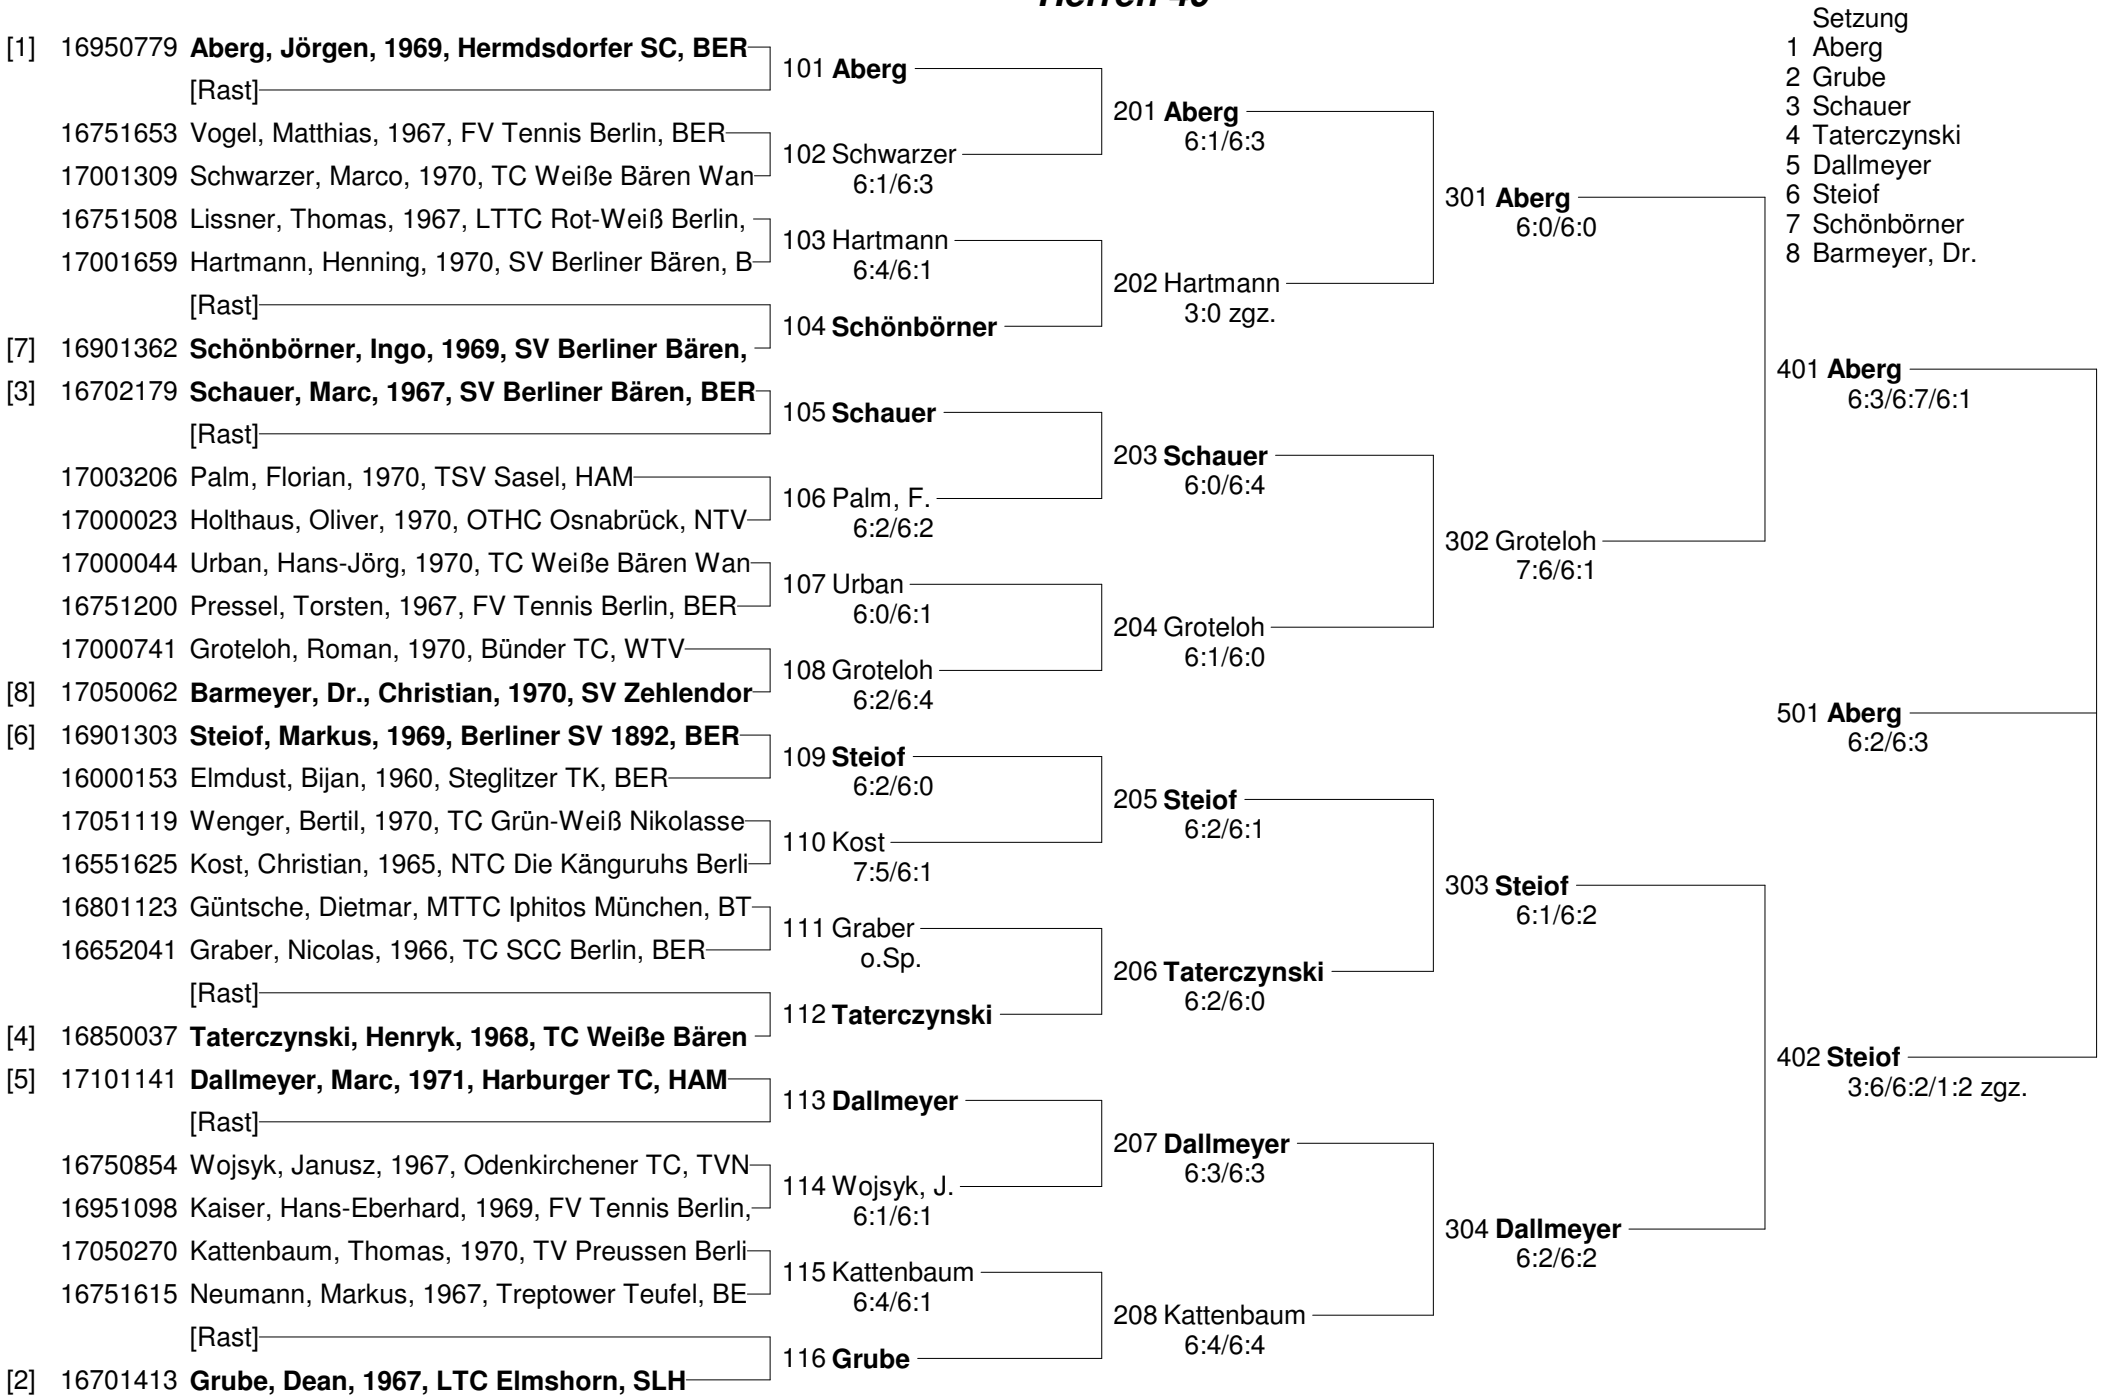 Herren 40
[1] 16950779 Aberg, Jörgen, 1969, Hermdsdorfer SC, BER
[Rast]
16751653 Vogel, Matthias, 1967, FV Tennis Berlin, BER
17001309 Schwarzer, Marco, 1970, TC Weiße Bären Wan
16751508 Lissner, Thomas, 1967, LTTC Rot-Weiß Berlin,
17001659 Hartmann, Henning, 1970, SV Berliner Bären, B
[Rast]
[7] 16901362 Schönbörner, Ingo, 1969, SV Berliner Bären,
[3] 16702179 Schauer, Marc, 1967, SV Berliner Bären, BER
[Rast]
17003206 Palm, Florian, 1970, TSV Sasel, HAM
17000023 Holthaus, Oliver, 1970, OTHC Osnabrück, NTV
17000044 Urban, Hans-Jörg, 1970, TC Weiße Bären Wan
16751200 Pressel, Torsten, 1967, FV Tennis Berlin, BER
17000741 Groteloh, Roman, 1970, Bünder TC, WTV
[8] 17050062 Barmeyer, Dr., Christian, 1970, SV Zehlendor
[6] 16901303 Steiof, Markus, 1969, Berliner SV 1892, BER
16000153 Elmdust, Bijan, 1960, Steglitzer TK, BER
17051119 Wenger, Bertil, 1970, TC Grün-Weiß Nikolasse
16551625 Kost, Christian, 1965, NTC Die Känguruhs Berli
16801123 Güntsche, Dietmar, MTTC Iphitos München, BT
16652041 Graber, Nicolas, 1966, TC SCC Berlin, BER
[Rast]
[4] 16850037 Taterczynski, Henryk, 1968, TC Weiße Bären
[5] 17101141 Dallmeyer, Marc, 1971, Harburger TC, HAM
[Rast]
16750854 Wojsyk, Janusz, 1967, Odenkirchener TC, TVN
16951098 Kaiser, Hans-Eberhard, 1969, FV Tennis Berlin,
17050270 Kattenbaum, Thomas, 1970, TV Preussen Berli
16751615 Neumann, Markus, 1967, Treptower Teufel, BE
[Rast]
[2] 16701413 Grube, Dean, 1967, LTC Elmshorn, SLH
101 Aberg
102 Schwarzer
6:1/6:3
103 Hartmann
6:4/6:1
104 Schönbörner
105 Schauer
106 Palm, F.
6:2/6:2
107 Urban
6:0/6:1
108 Groteloh
6:2/6:4
109 Steiof
6:2/6:0
110 Kost
7:5/6:1
111 Graber
o.Sp.
112 Taterczynski
113 Dallmeyer
114 Wojsyk, J.
6:1/6:1
115 Kattenbaum
6:4/6:1
116 Grube
201 Aberg
6:1/6:3
202 Hartmann
3:0 zgz.
203 Schauer
6:0/6:4
204 Groteloh
6:1/6:0
205 Steiof
6:2/6:1
206 Taterczynski
6:2/6:0
207 Dallmeyer
6:3/6:3
208 Kattenbaum
6:4/6:4
301 Aberg
6:0/6:0
302 Groteloh
7:6/6:1
303 Steiof
6:1/6:2
304 Dallmeyer
6:2/6:2
401 Aberg
6:3/6:7/6:1
501 Aberg
6:2/6:3
402 Steiof
3:6/6:2/1:2 zgz.
Setzung
1 Aberg
2 Grube
3 Schauer
4 Taterczynski
5 Dallmeyer
6 Steiof
7 Schönbörner
8 Barmeyer, Dr.